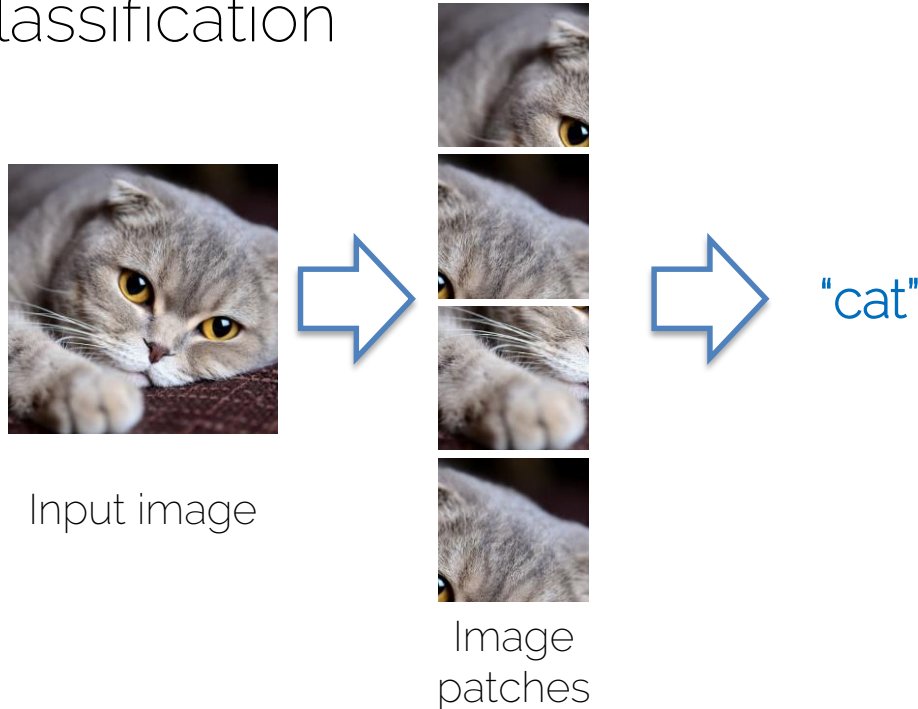 lassification
"cat"
Input image
Image
patches